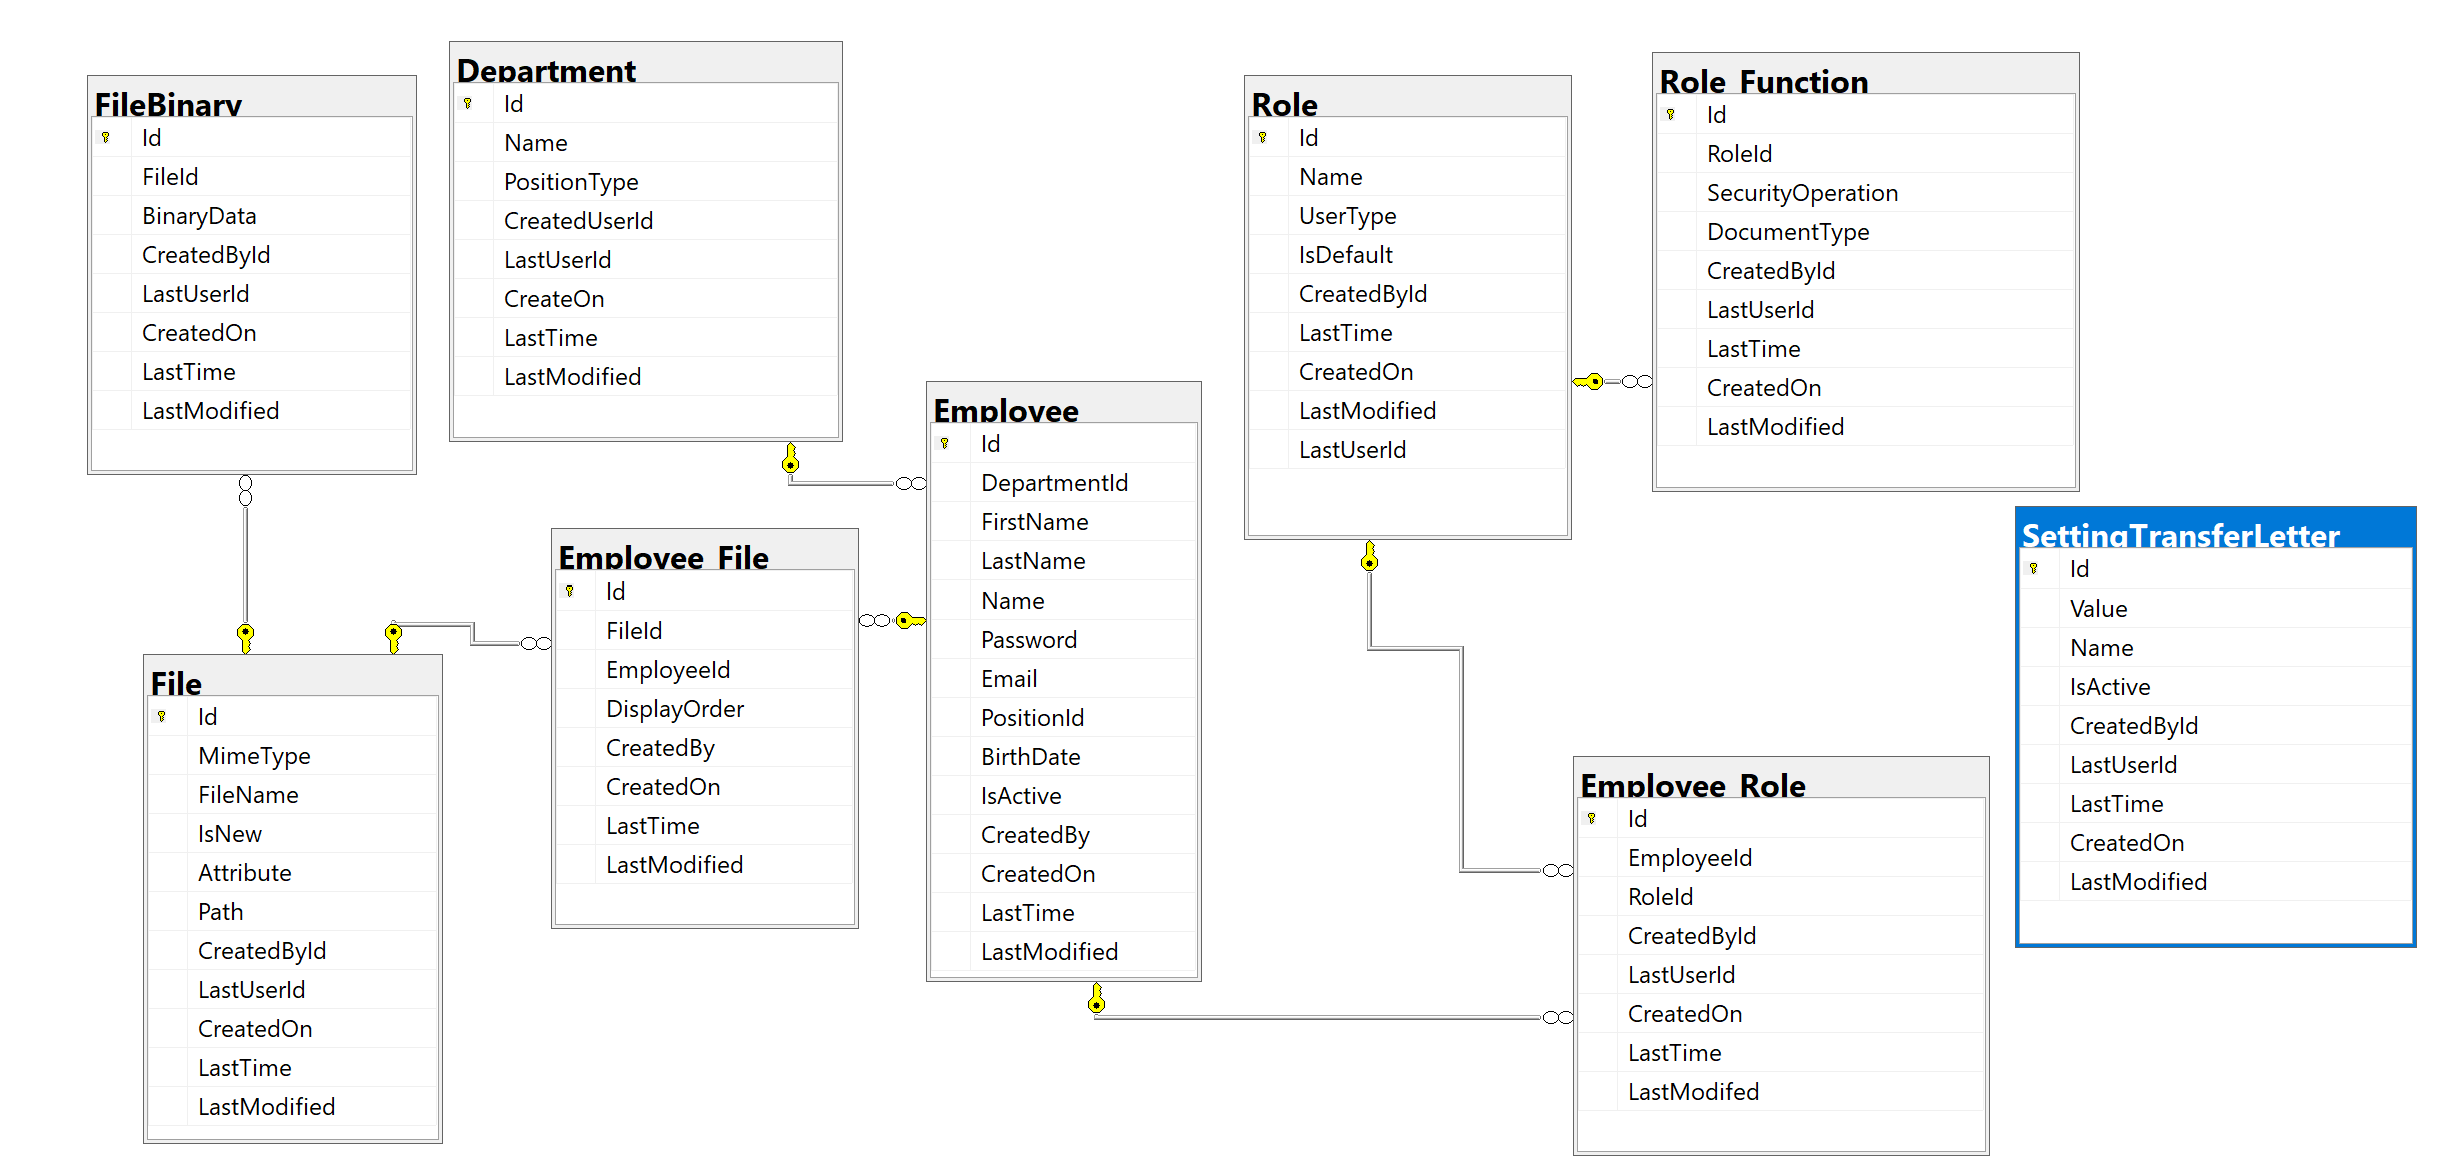 FileBinary
Id
FileId
BinaryData
CreatedById
LastUserId
CreatedOn
LastTime
LastModified
Department
Id
Name
PositionType
CreatedUserId
LastUserId
CreateOn
LastTime
LastModified
Role
Id
Name
UserType
IsDefault
CreatedById
LastTime
CreatedOn
LastModified
LastUserId
Role_Function
Id
RoleId
SecurityOperation
DocumentType
CreatedById
LastUserId
LastTime
CreatedOn
LastModified
Employee
Id
DepartmentId
FirstName
LastName
Name
Password
Email
PositionId
BirthDate
IsActive
CreatedBy
CreatedOn
LastTime
LastModified
Employee_File
Id
FileId
EmployeeId
DisplayOrder
CreatedBy
CreatedOn
LastTime
LastModified
File
Id
MimeType
FileName
IsNew
Attribute
Path
CreatedById
LastUserId
CreatedOn
LastTime
LastModified
Employee_Role
Id
EmployeeId
RoleId
CreatedById
LastUserId
CreatedOn
LastTime
LastModifed
SettingTransferLetter
Id
Value
Name
IsActive
CreatedById
LastUserId
LastTime
CreatedOn
LastModified